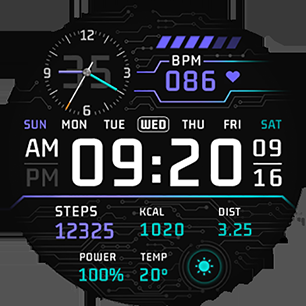 12
3
6
9
35
BPM
086
SUN MON TUE WED THU FRI SAT
AM 09:20 09
PM 16
STEPS KCAL DIST
12325 1020 3.25
POWER TEMP
100% 20°